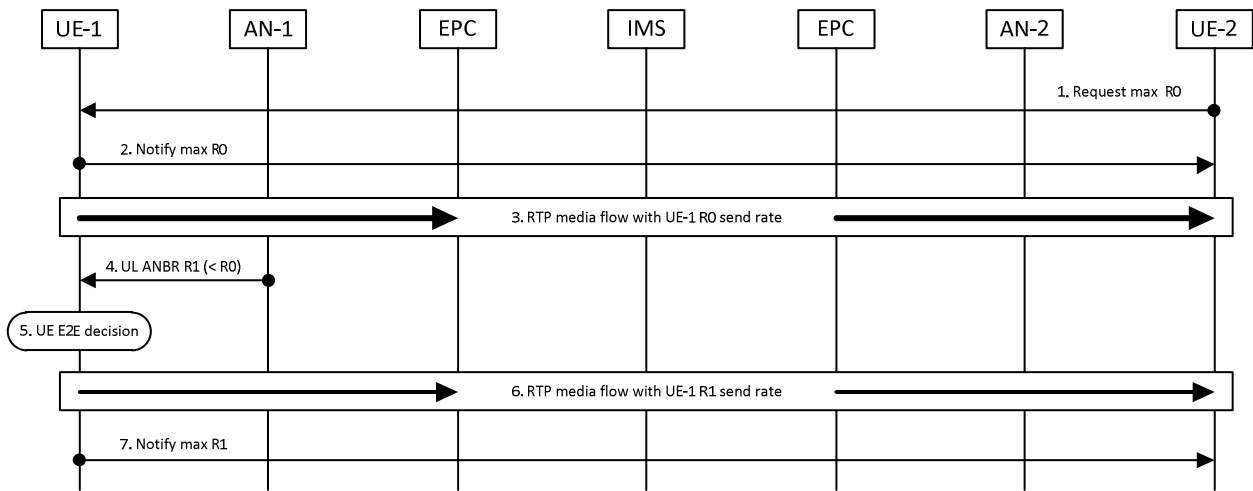 UE-1 AN-1 EPC IMS EPC AN-2 UE-2
1. Request max R0
2. Notify max R0
3. RTP media flow with UE-1 R0 send rate
4. UL ANBR R1 (< R0)
5. UE E2E decision
6. RTP media flow with UE-1 R1 send rate
7. Notify max R1